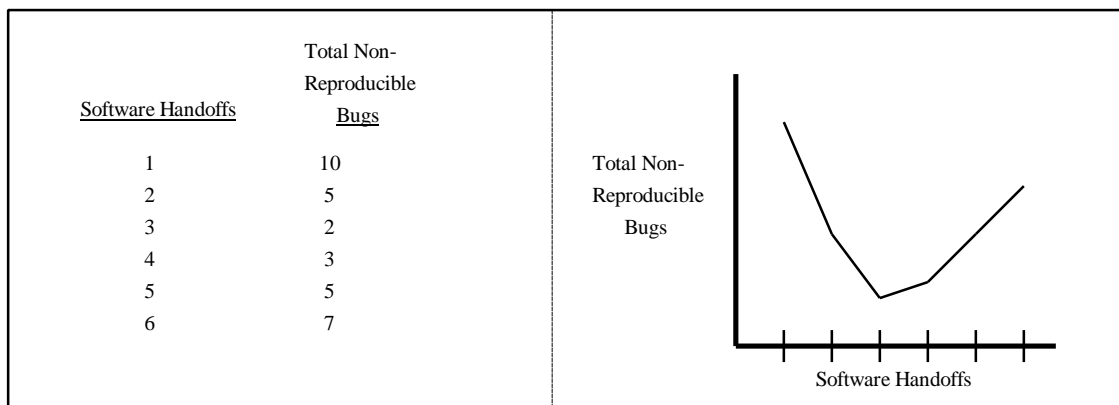 Total Non-
Reproducible
Software Handoffs Bugs
1 10
2 5
3 2
4 3
5 5
6 7
Total Non-
Reproducible
Bugs
Software Handoffs